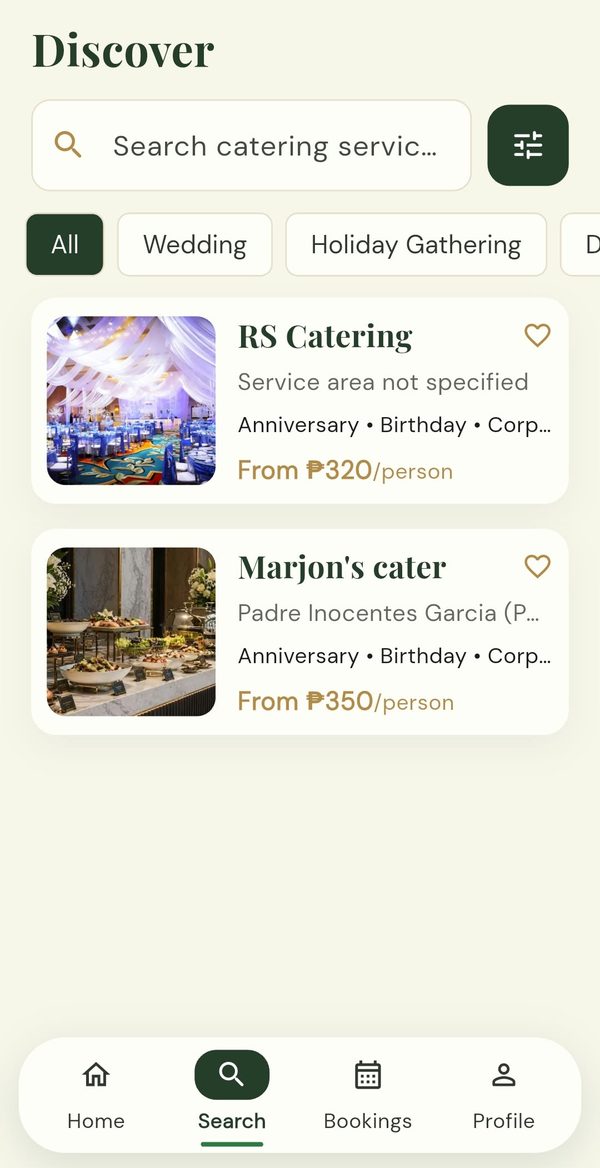 Discover
Search catering servic...
All
Wedding
Holiday Gathering
D
RS Catering
Service area not specified
Anniversary • Birthday • Corp...
From ₱320/person
Marjon's cater
Padre Inocentes Garcia (P...
Anniversary • Birthday • Corp...
From ₱350/person
Home
Search
Bookings
Profile